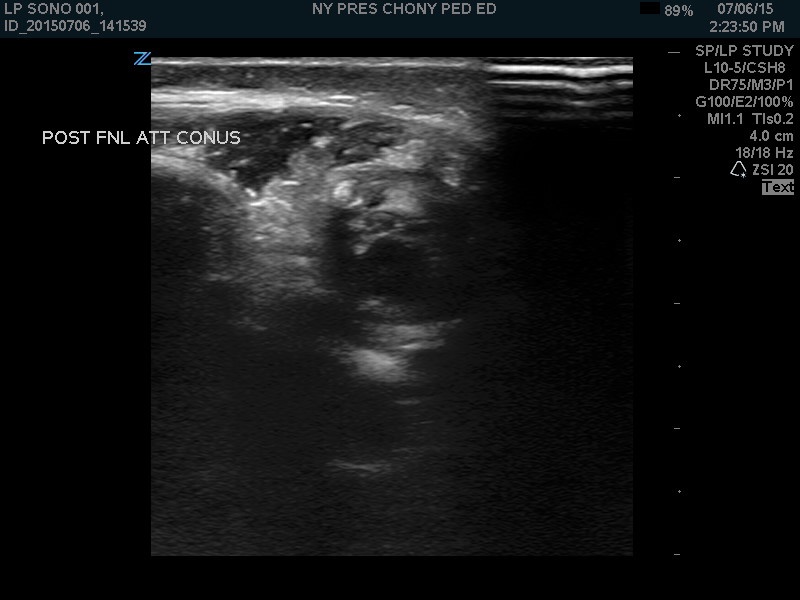 LP SONO 001,
ID_20150706_141539
NY PRES CHONY PED ED
89%
07/06/15
2:23:50 PM
SP/LP STUDY
L10-5/CSH8
DR75/M3/P1
G100/E2/100%
MI1.1 TIs0.2
4.0 cm
18/18 Hz
ZSI 20
Text
Z
POST FNL ATT CONUS